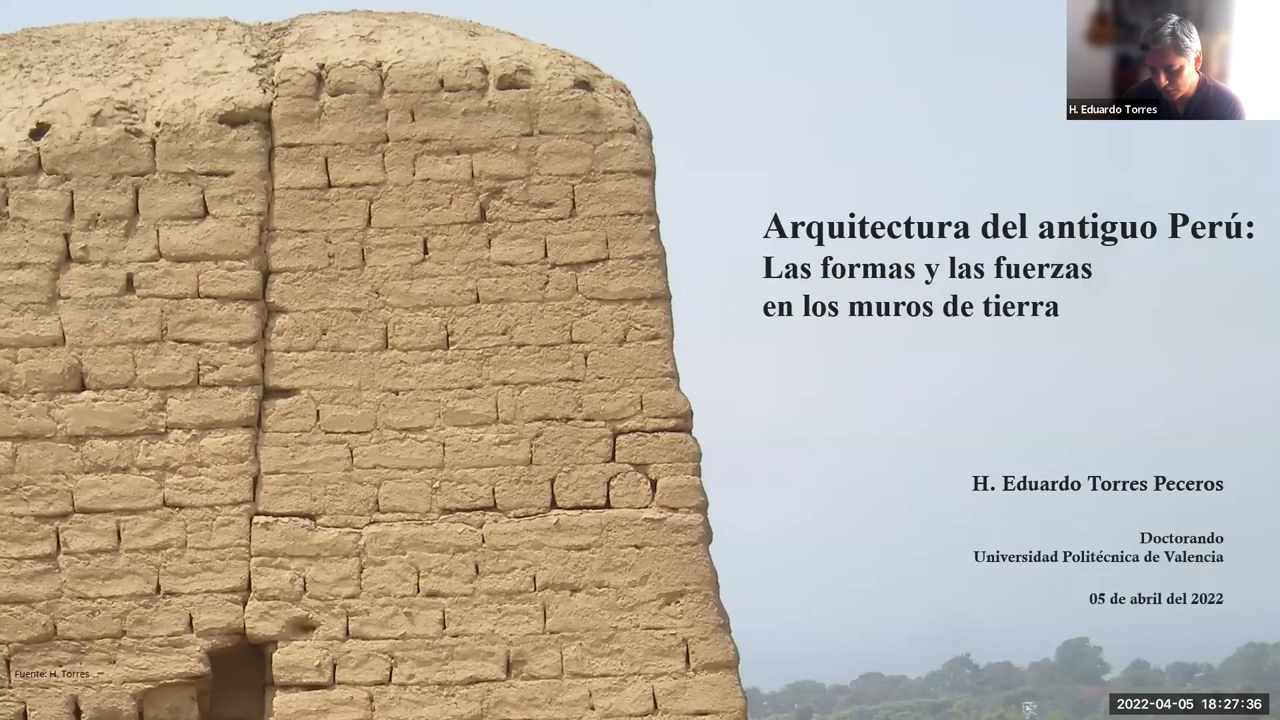 H. Eduardo Torres
Arquitectura del antiguo Perú:
Las formas y las fuerzas
en los muros de tierra
H. Eduardo Torres Peceros
Doctorando
Universidad Politécnica de Valencia
05 de abril del 2022
Fuente: H. Torres
2022-04-05 18:27:36